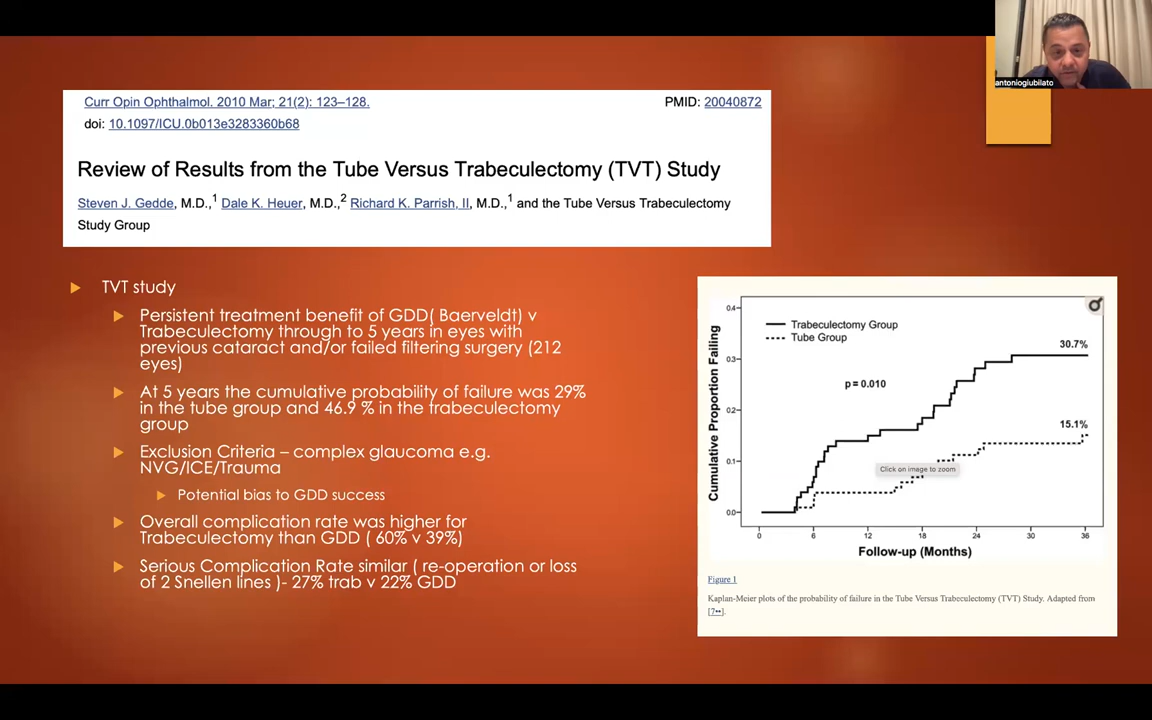 antoniogiubilato
Curr Opin Ophthalmol. 2010 Mar; 21(2): 123–128.
PMID: 20040872
doi: 10.1097/ICU.0b013e3283360b68
Review of Results from the Tube Versus Trabeculectomy (TVT) Study
Steven J. Gedde, M.D.,1 Dale K. Heuer, M.D.,2 Richard K. Parrish, II, M.D.,1 and the Tube Versus Trabeculectomy
Study Group
TVT study
Persistent treatment benefit of GDD( Baerveldt) v
Trabeculectomy through to 5 years in eyes with
previous cataract and/or failed filtering surgery (212
eyes)
At 5 years the cumulative probability of failure was 29%
in the tube group and 46.9 % in the trabeculectomy
group
Exclusion Criteria – complex glaucoma e.g.
NVG/ICE/Trauma
Potential bias to GDD success
Overall complication rate was higher for
Trabeculectomy than GDD ( 60% v 39%)
Serious Complication Rate similar ( re-operation or loss
of 2 Snellen lines )- 27% trab v 22% GDD
Cumulative Proportion Failing
0.4
0.3
0.2
0.1
0.0
Trabeculectomy Group
Tube Group
p = 0.010
30.7%
15.1%
Click on image to zoom
0 6 12 18 24 30 36
Follow-up (Months)
Figure 1
Kaplan-Meier plots of the probability of failure in the Tube Versus Trabeculectomy (TVT) Study. Adapted from
[7••].